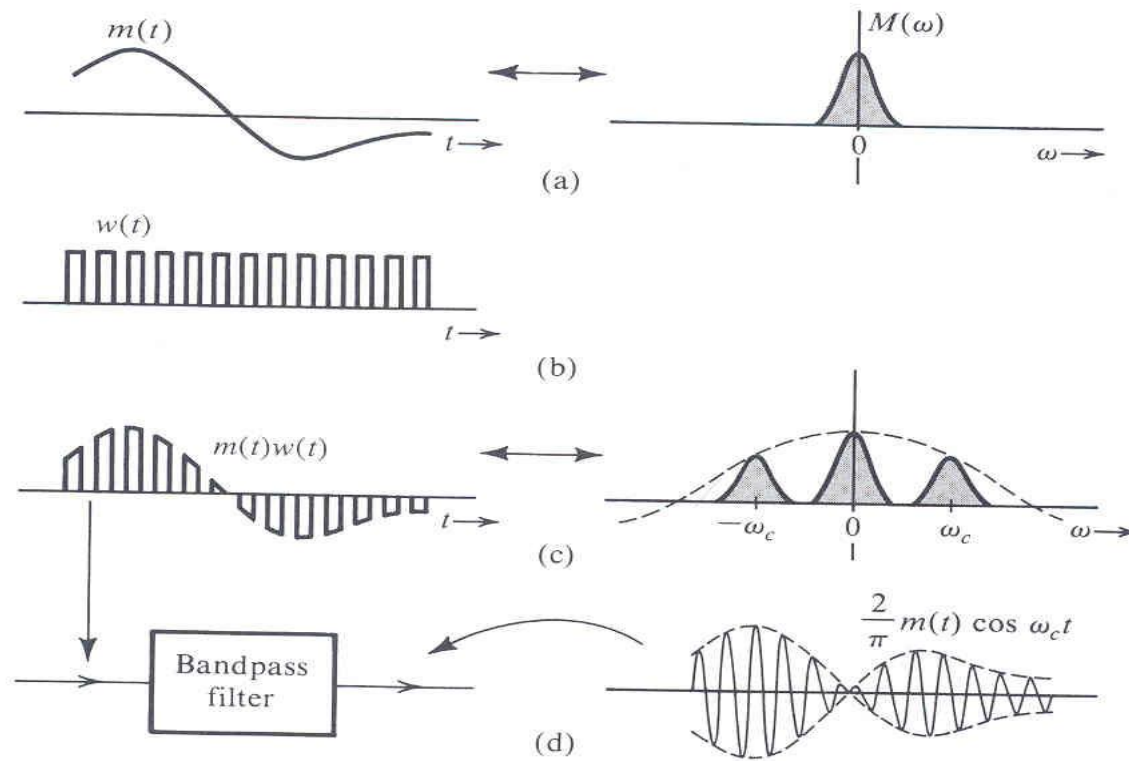 m(t)
M(ω)
t
0
ω
(a)
w(t)
t
(b)
m(t)w(t)
t
−ω_c
0
ω_c
ω
(c)
2/π m(t) cos ω_c t
Bandpass
filter
(d)